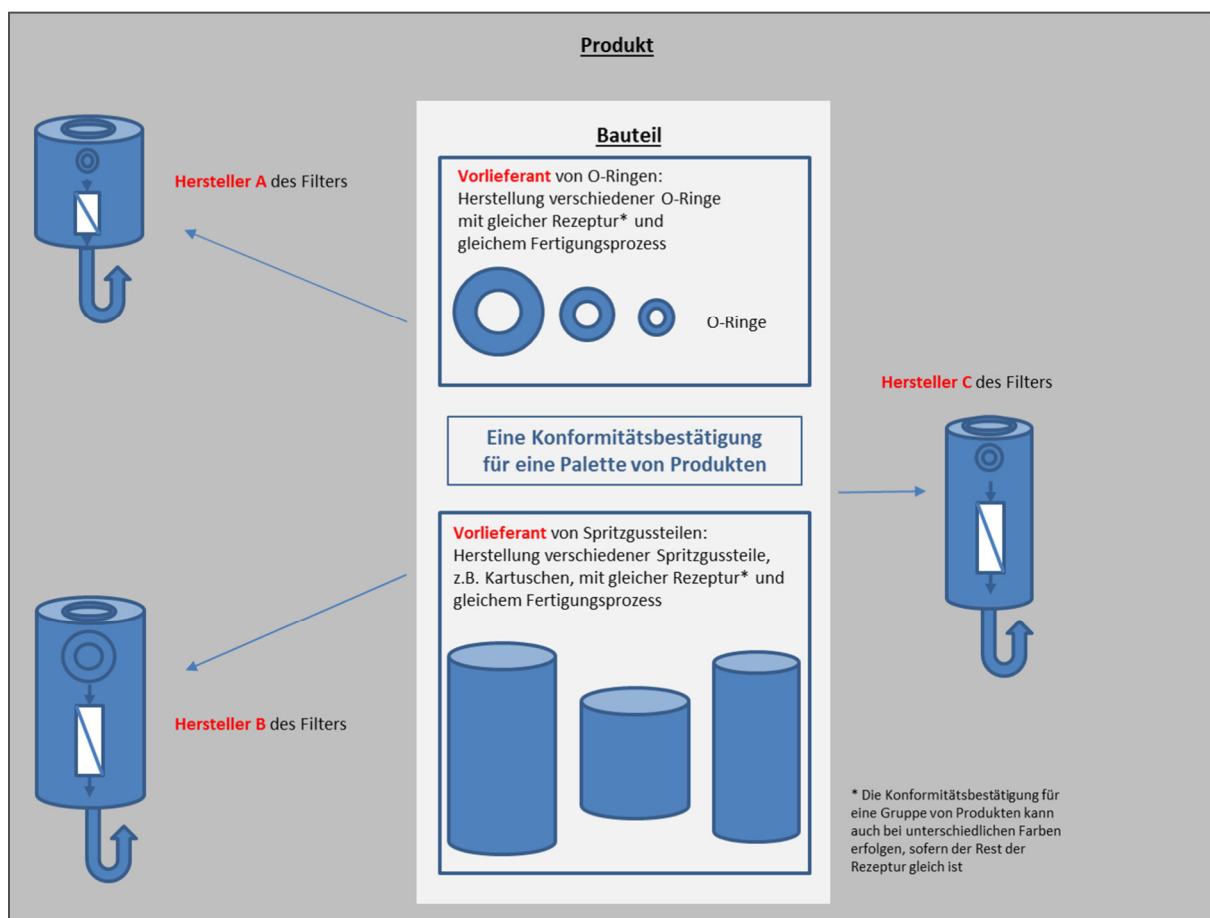 Produkt
Hersteller A des Filters
Bauteil
Vorlieferant von O-Ringen:
Herstellung verschiedener O-Ringe
mit gleicher Rezeptur* und
gleichem Fertigungsprozess
O-Ringe
Hersteller C des Filters
Eine Konformitätsbestätigung
für eine Palette von Produkten
Vorlieferant von Spritzgussteilen:
Herstellung verschiedener Spritzgussteile,
z.B. Kartuschen, mit gleicher Rezeptur* und
gleichem Fertigungsprozess
Hersteller B des Filters
* Die Konformitätsbestätigung für
eine Gruppe von Produkten kann
auch bei unterschiedlichen Farben
erfolgen, sofern der Rest der
Rezeptur gleich ist